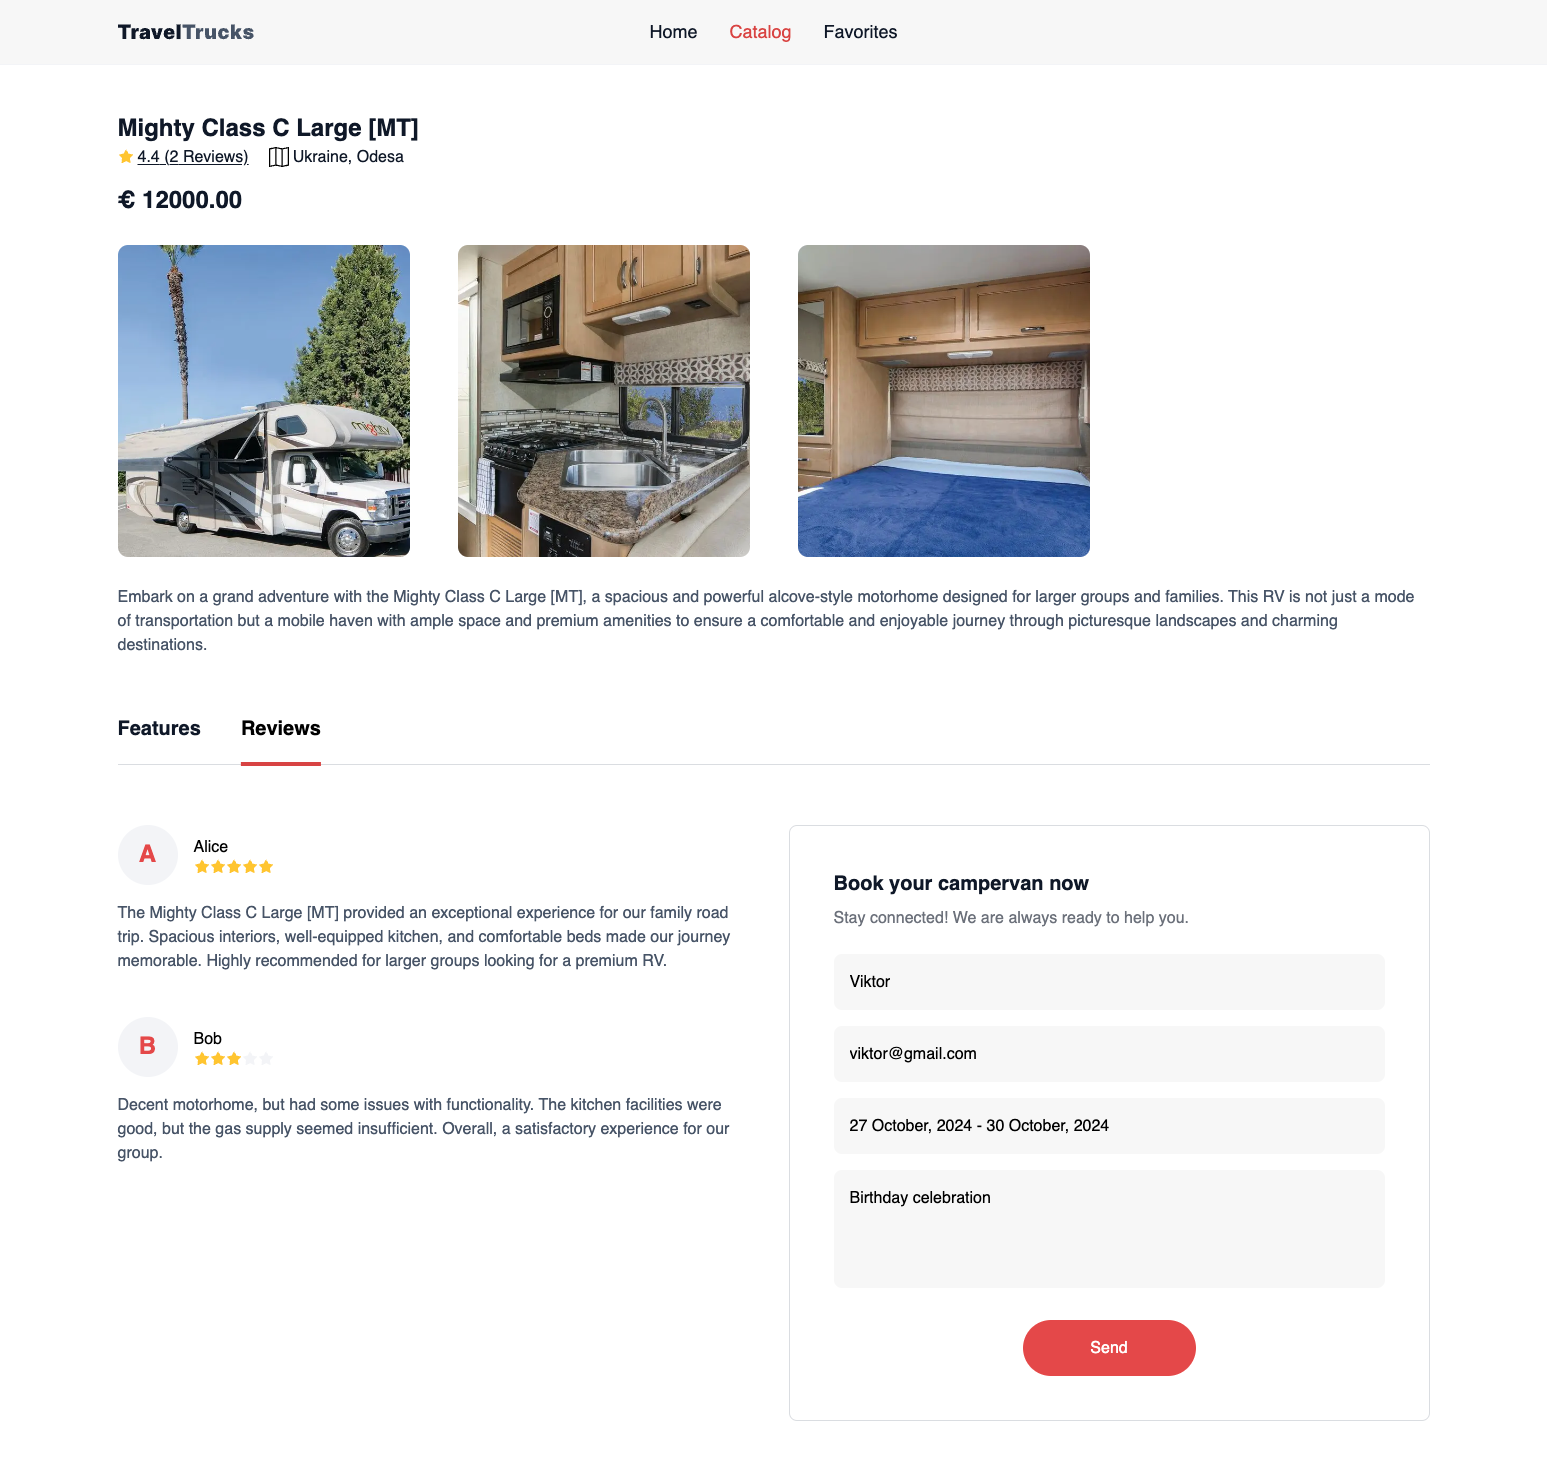 TravelTrucks
Home Catalog Favorites
Mighty Class C Large [MT]
4.4 (2 Reviews) Ukraine, Odesa
€ 12000.00
mighty
Embark on a grand adventure with the Mighty Class C Large [MT], a spacious and powerful alcove-style motorhome designed for larger groups and families. This RV is not just a mode
of transportation but a mobile haven with ample space and premium amenities to ensure a comfortable and enjoyable journey through picturesque landscapes and charming
destinations.
Features Reviews
A
Alice
The Mighty Class C Large [MT] provided an exceptional experience for our family road
trip. Spacious interiors, well-equipped kitchen, and comfortable beds made our journey
memorable. Highly recommended for larger groups looking for a premium RV.
B
Bob
Decent motorhome, but had some issues with functionality. The kitchen facilities were
good, but the gas supply seemed insufficient. Overall, a satisfactory experience for our
group.
Book your campervan now
Stay connected! We are always ready to help you.
Viktor
viktor@gmail.com
27 October, 2024 - 30 October, 2024
Birthday celebration
Send